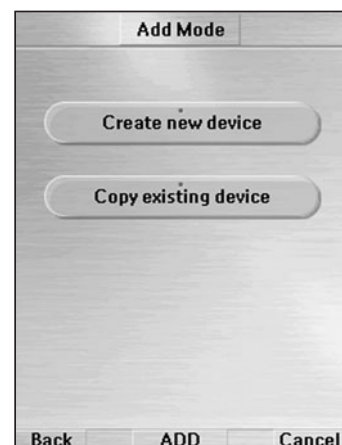 Add Mode
Create new device
Copy existing device
Back ADD Cancel